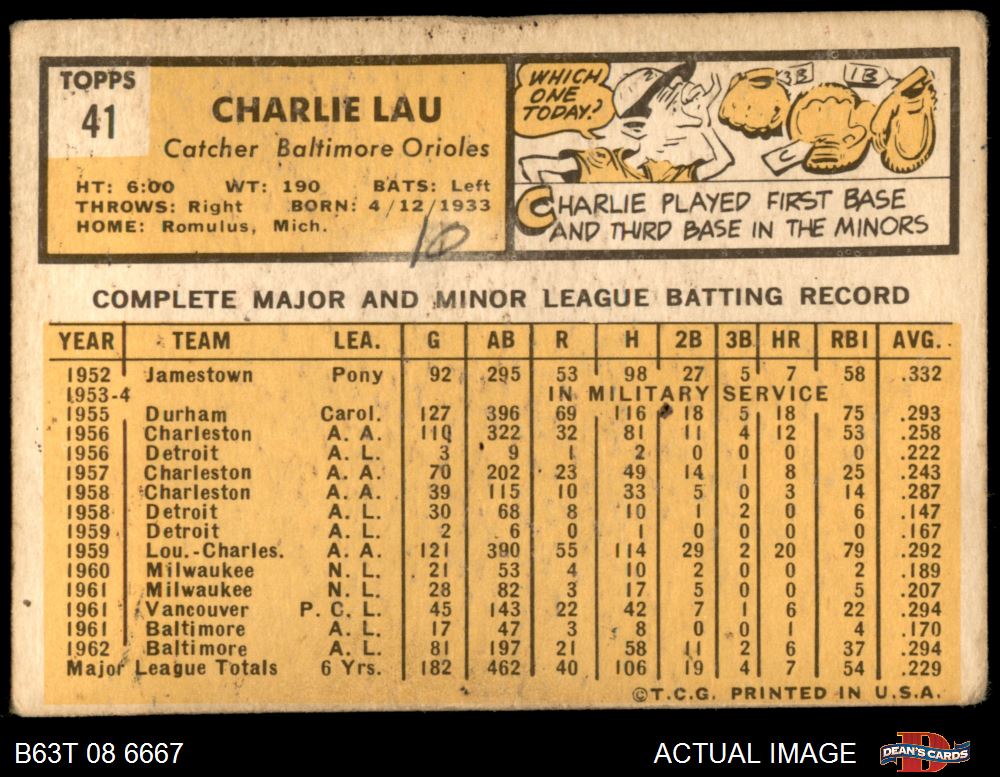 TOPPS
41
CHARLIE LAU
Catcher Baltimore Orioles
HT: 6:00 WT: 190 BATS: Left
THROWS: Right BORN: 4/12/1933
HOME: Romulus, Mich.
10
WHICH
ONE
TODAY?
3B
1B
C
CHARLIE PLAYED FIRST BASE
AND THIRD BASE IN THE MINORS
COMPLETE MAJOR AND MINOR LEAGUE BATTING RECORD
YEAR TEAM LEA. G AB R H 2B 3B HR RBI AVG.
1952 Jamestown Pony 92 295 53 98 27 5 7 58 .332
1953-4 IN MILITARY SERVICE
1955 Durham Carol. 127 396 69 116 18 5 18 75 .293
1956 Charleston A. A. 110 322 32 81 11 4 12 53 .258
1956 Detroit A. L. 3 9 1 2 0 0 0 0 .222
1957 Charleston A. A. 70 202 23 49 14 1 8 25 .243
1958 Charleston A. A. 39 115 10 33 5 0 3 14 .287
1958 Detroit A. L. 30 68 8 10 1 2 0 6 .147
1959 Detroit A. L. 2 6 0 1 0 0 0 0 .167
1959 Lou.-Charles. A. A. 121 390 55 114 29 2 20 79 .292
1960 Milwaukee N. L. 21 53 4 10 2 0 0 2 .189
1961 Milwaukee N. L. 28 82 3 17 5 0 0 5 .207
1961 Vancouver P. C. L. 45 143 22 42 7 1 6 22 .294
1961 Baltimore A. L. 17 47 3 8 0 0 1 4 .170
1962 Baltimore A. L. 81 197 21 58 11 2 6 37 .294
Major League Totals 6 Yrs. 182 462 40 106 19 4 7 54 .229
©T.C.G. PRINTED IN U.S.A.
B63T 08 6667
ACTUAL IMAGE
DEAN'S CARDS